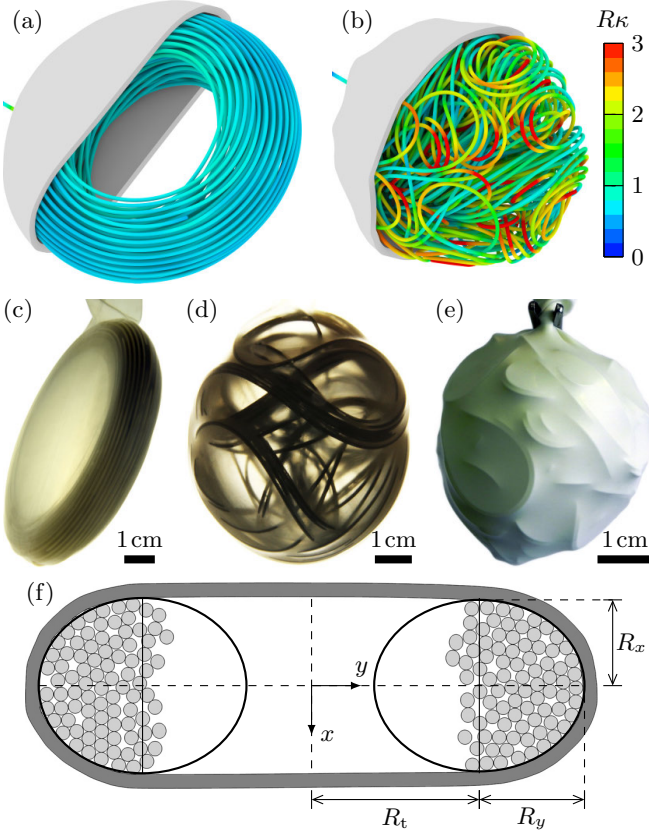 (a)
(b)
Rκ
3
2
1
0
(c)
(d)
(e)
1 cm
1 cm
1 cm
(f)
y
x
R_x
R_t
R_y